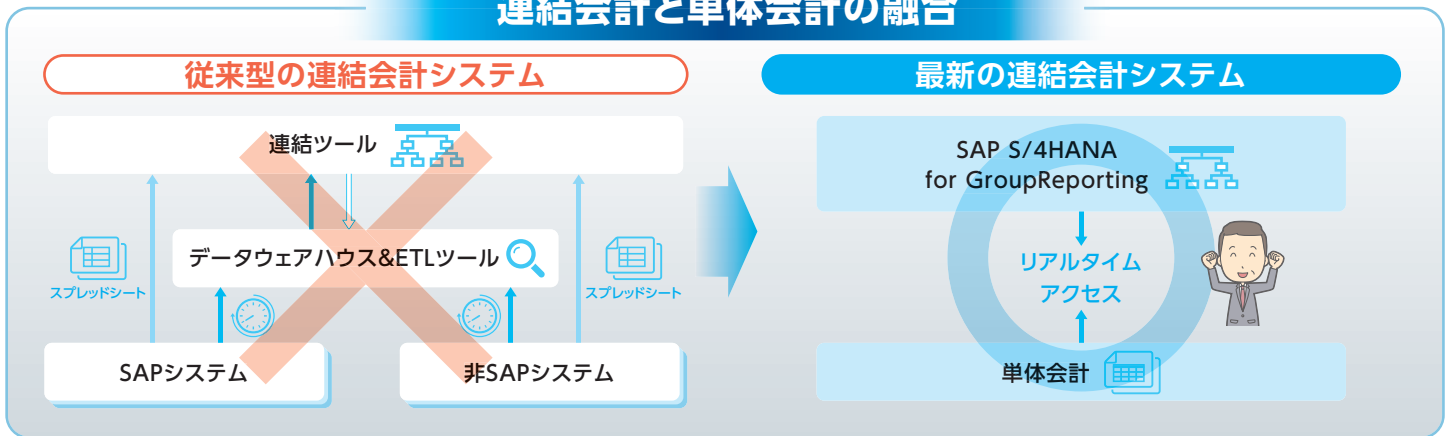 連結会計と単体会計の融合
従来型の連結会計システム
連結ツール
データウェアハウス&ETLツール
スプレッドシート
スプレッドシート
SAPシステム
非SAPシステム
最新の連結会計システム
SAP S/4HANA
for GroupReporting
リアルタイム
アクセス
単体会計